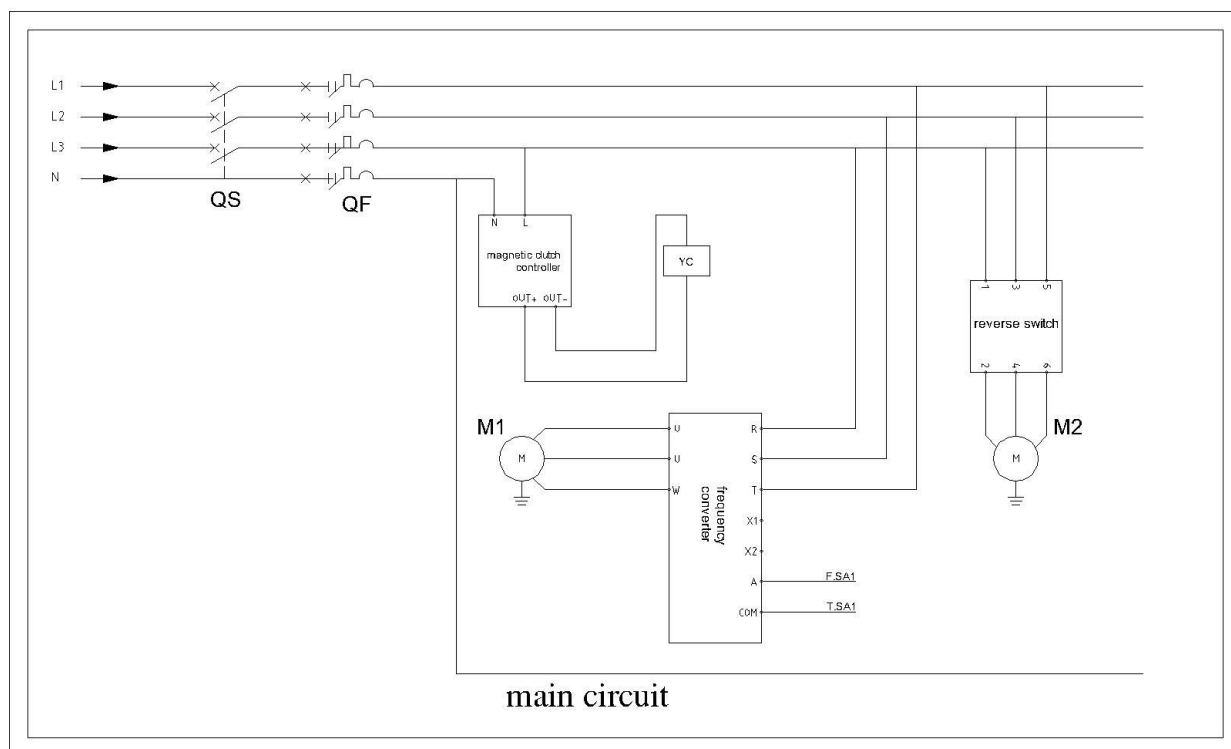 L1
L2
L3
N
QS
QF
N L
magnetic clutch
controller
OUT+ OUT-
YC
1 3 5
reverse switch
2 4 6
M1
M
M2
M
U
V
W
frequency
converter
R
S
T
X1
X2
A
COM
F.SA1
T.SA1
main circuit